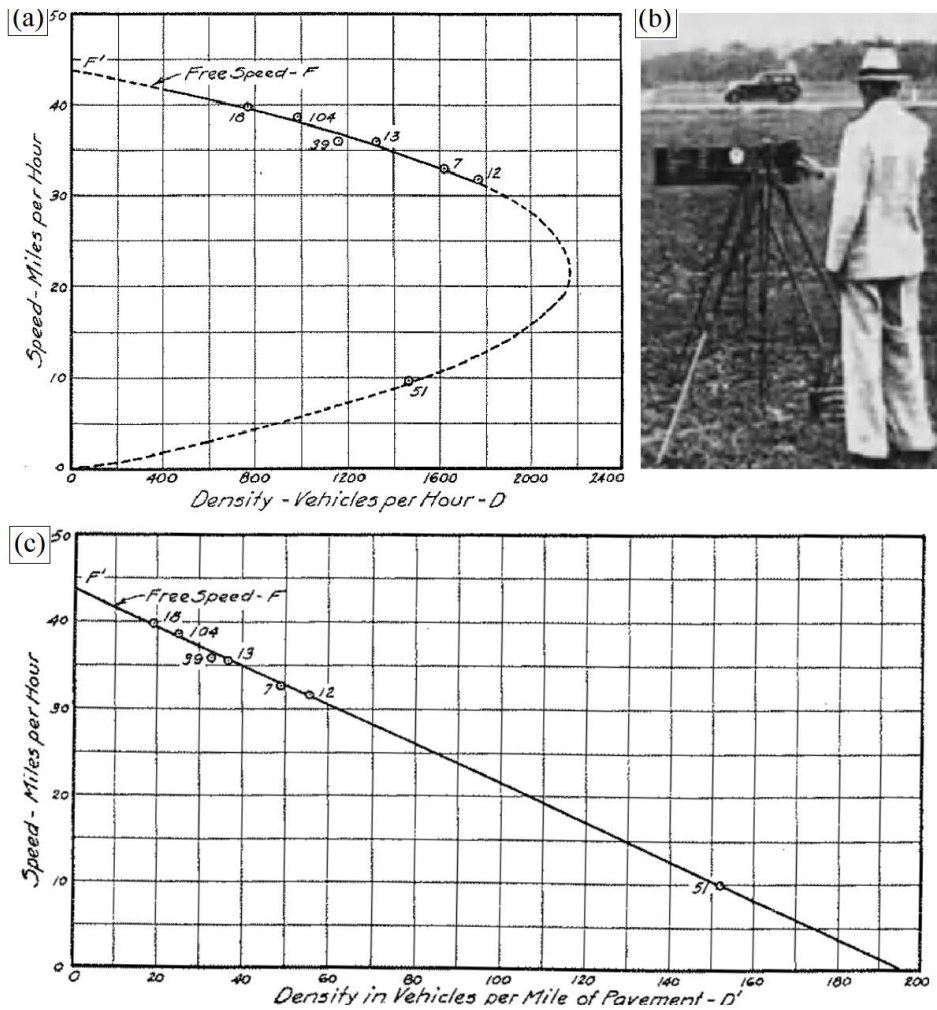 (a)
50
40
30
20
10
0
Speed - Miles per Hour
F'
Free Speed - F
18
104
39
13
7
12
51
0 400 800 1200 1600 2000 2400
Density - Vehicles per Hour - D
(b)
(c)
50
40
30
20
10
0
Speed - Miles per Hour
F'
Free Speed - F
18
104
39
13
7
12
51
0 20 40 60 80 100 120 140 160 180 200
Density in Vehicles per Mile of Pavement - D'